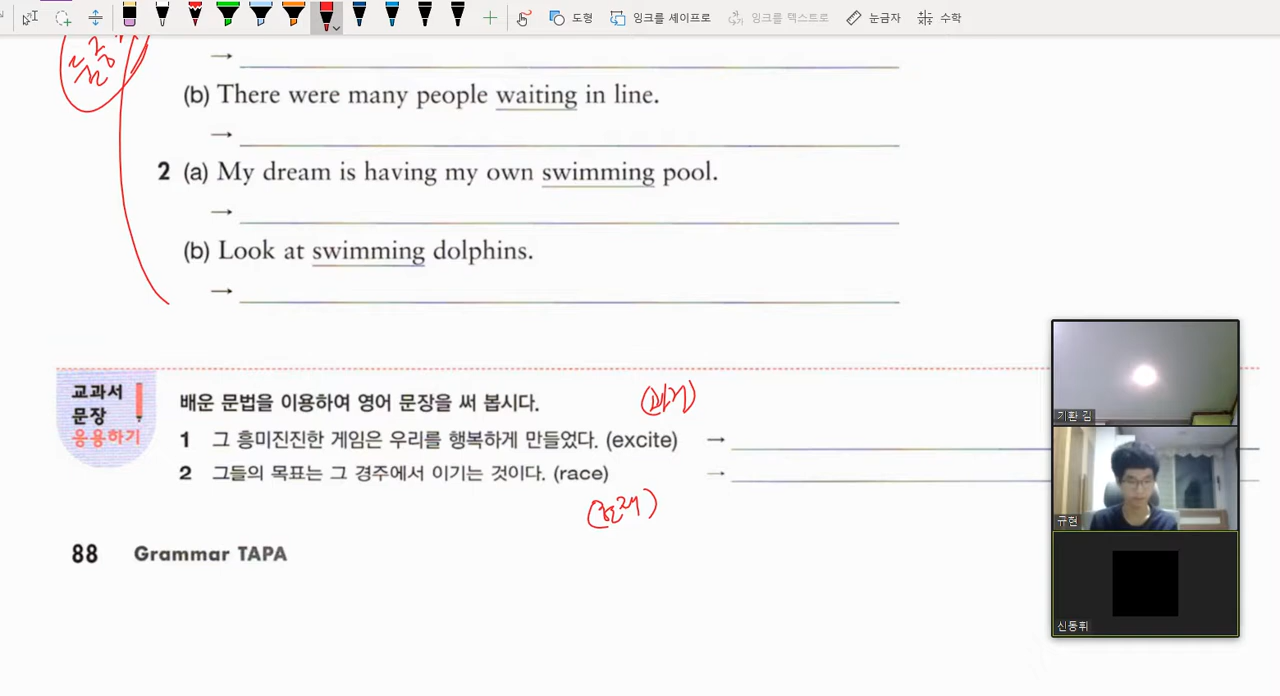 도형 잉크를 셰이프로 잉크를 텍스트로 눈금자 수학
→
(b) There were many people waiting in line.
→
2 (a) My dream is having my own swimming pool.
→
(b) Look at swimming dolphins.
→
교과서
문장
응용하기
배운 문법을 이용하여 영어 문장을 써 봅시다.
(과거)
1 그 흥미진진한 게임은 우리를 행복하게 만들었다. (excite) →
2 그들의 목표는 그 경주에서 이기는 것이다. (race) →
(현재)
88 Grammar TAPA
기환 김
규현
신동휘